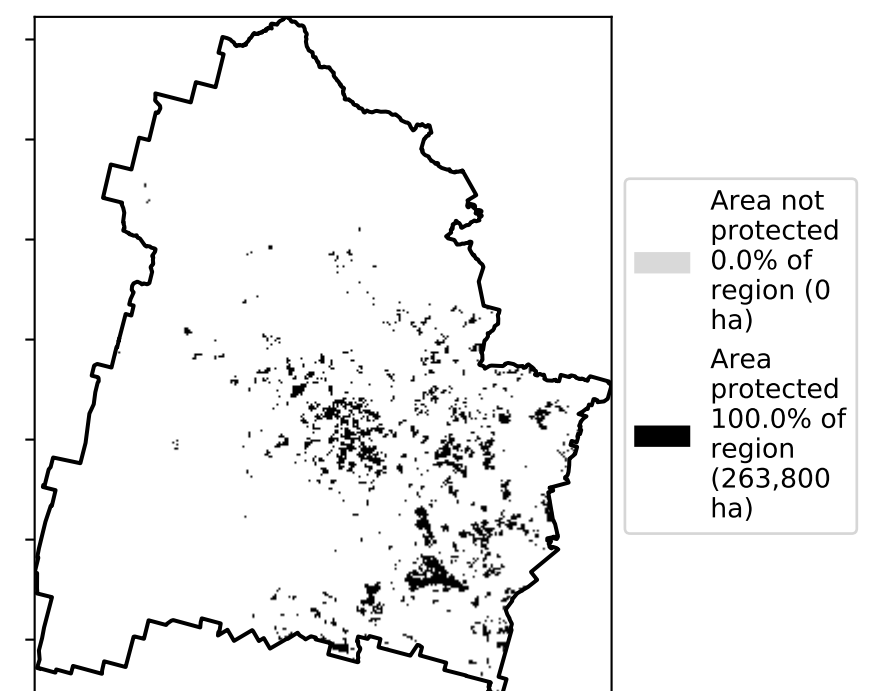 Area not
protected
0.0% of
region (0
ha)
Area
protected
100.0% of
region
(263,800
ha)